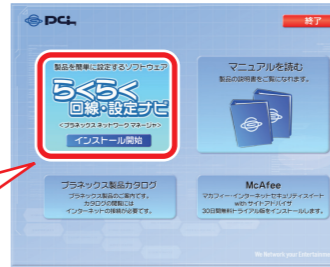 PCi
終了
製品を簡単に設定するソフトウェア
らくらく
回線・設定ナビ
<プラネックスネットワークマネージャ>
インストール開始
マニュアルを読む
製品の説明書をご覧になれます。
プラネックス製品カタログ
プラネックス製品のご案内です。
カタログの閲覧には
インターネットの接続が必要です。
McAfee
マカフィー・インターネットセキュリティスイート
with サイトアドバイザ
30日間無料トライアル版をインストールします。
We Network your Entertainment